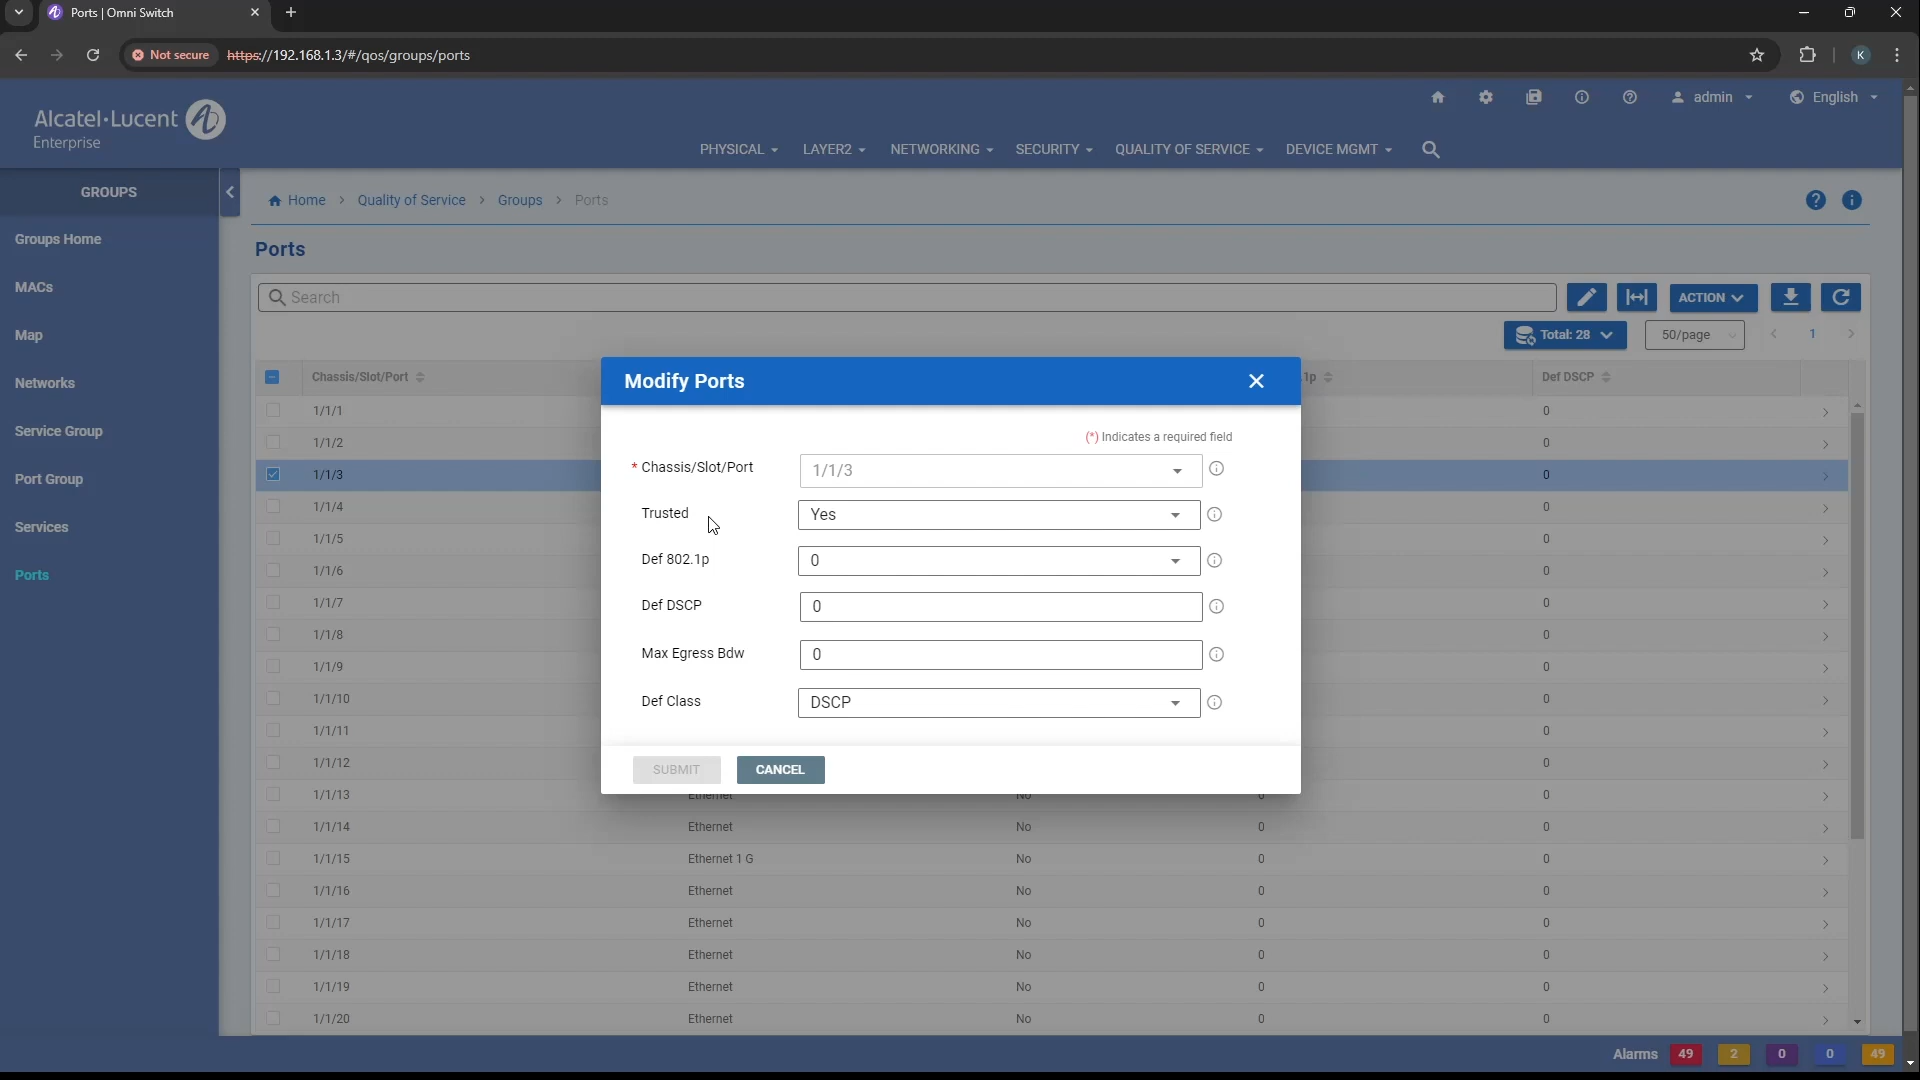 Ports | Omni Switch
Not secure
https://192.168.1.3/#/qos/groups/ports
K
Alcatel·Lucent
Enterprise
admin
English
PHYSICAL
LAYER2
NETWORKING
SECURITY
QUALITY OF SERVICE
DEVICE MGMT
GROUPS
Groups Home
MACs
Map
Networks
Service Group
Port Group
Services
Ports
Home > Quality of Service > Groups > Ports
Ports
Search
ACTION
Total: 28
50/page
1
Chassis/Slot/Port
1p
Def DSCP
1/1/1 0
1/1/2 0
1/1/3 0
1/1/4 0
1/1/5 0
1/1/6 0
1/1/7 0
1/1/8 0
1/1/9 0
1/1/10 0
1/1/11 0
1/1/12 0
1/1/13 Ethernet No 0 0
1/1/14 Ethernet No 0 0
1/1/15 Ethernet 1 G No 0 0
1/1/16 Ethernet No 0 0
1/1/17 Ethernet No 0 0
1/1/18 Ethernet No 0 0
1/1/19 Ethernet No 0 0
1/1/20 Ethernet No 0 0
Modify Ports
(*) Indicates a required field
* Chassis/Slot/Port 1/1/3
Trusted Yes
Def 802.1p 0
Def DSCP 0
Max Egress Bdw 0
Def Class DSCP
SUBMIT
CANCEL
Alarms 49 2 0 0 49